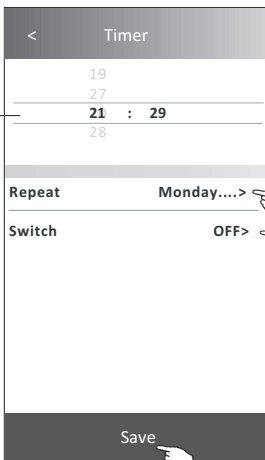 < Timer
19
27
21 : 29
28
Repeat Monday....>
Switch OFF>
Save